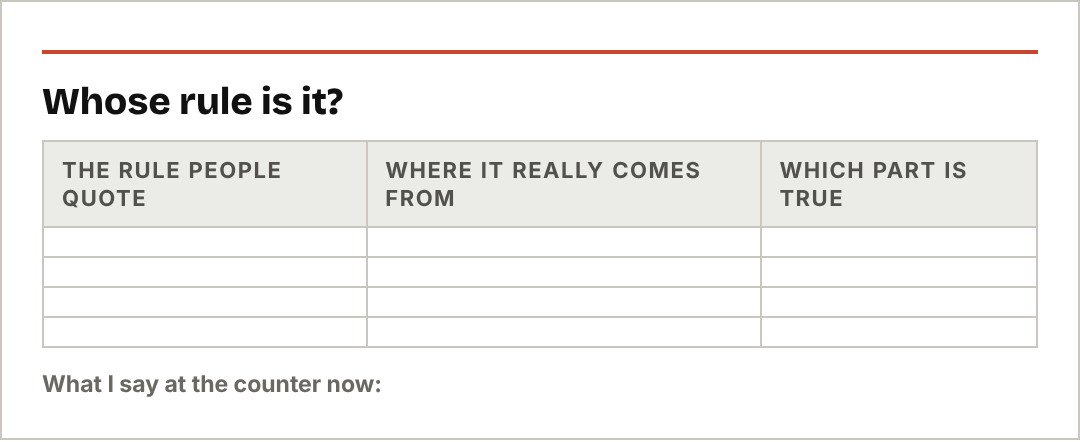 Whose rule is it?
THE RULE PEOPLE
QUOTE
WHERE IT REALLY COMES
FROM
WHICH PART IS
TRUE
What I say at the counter now: